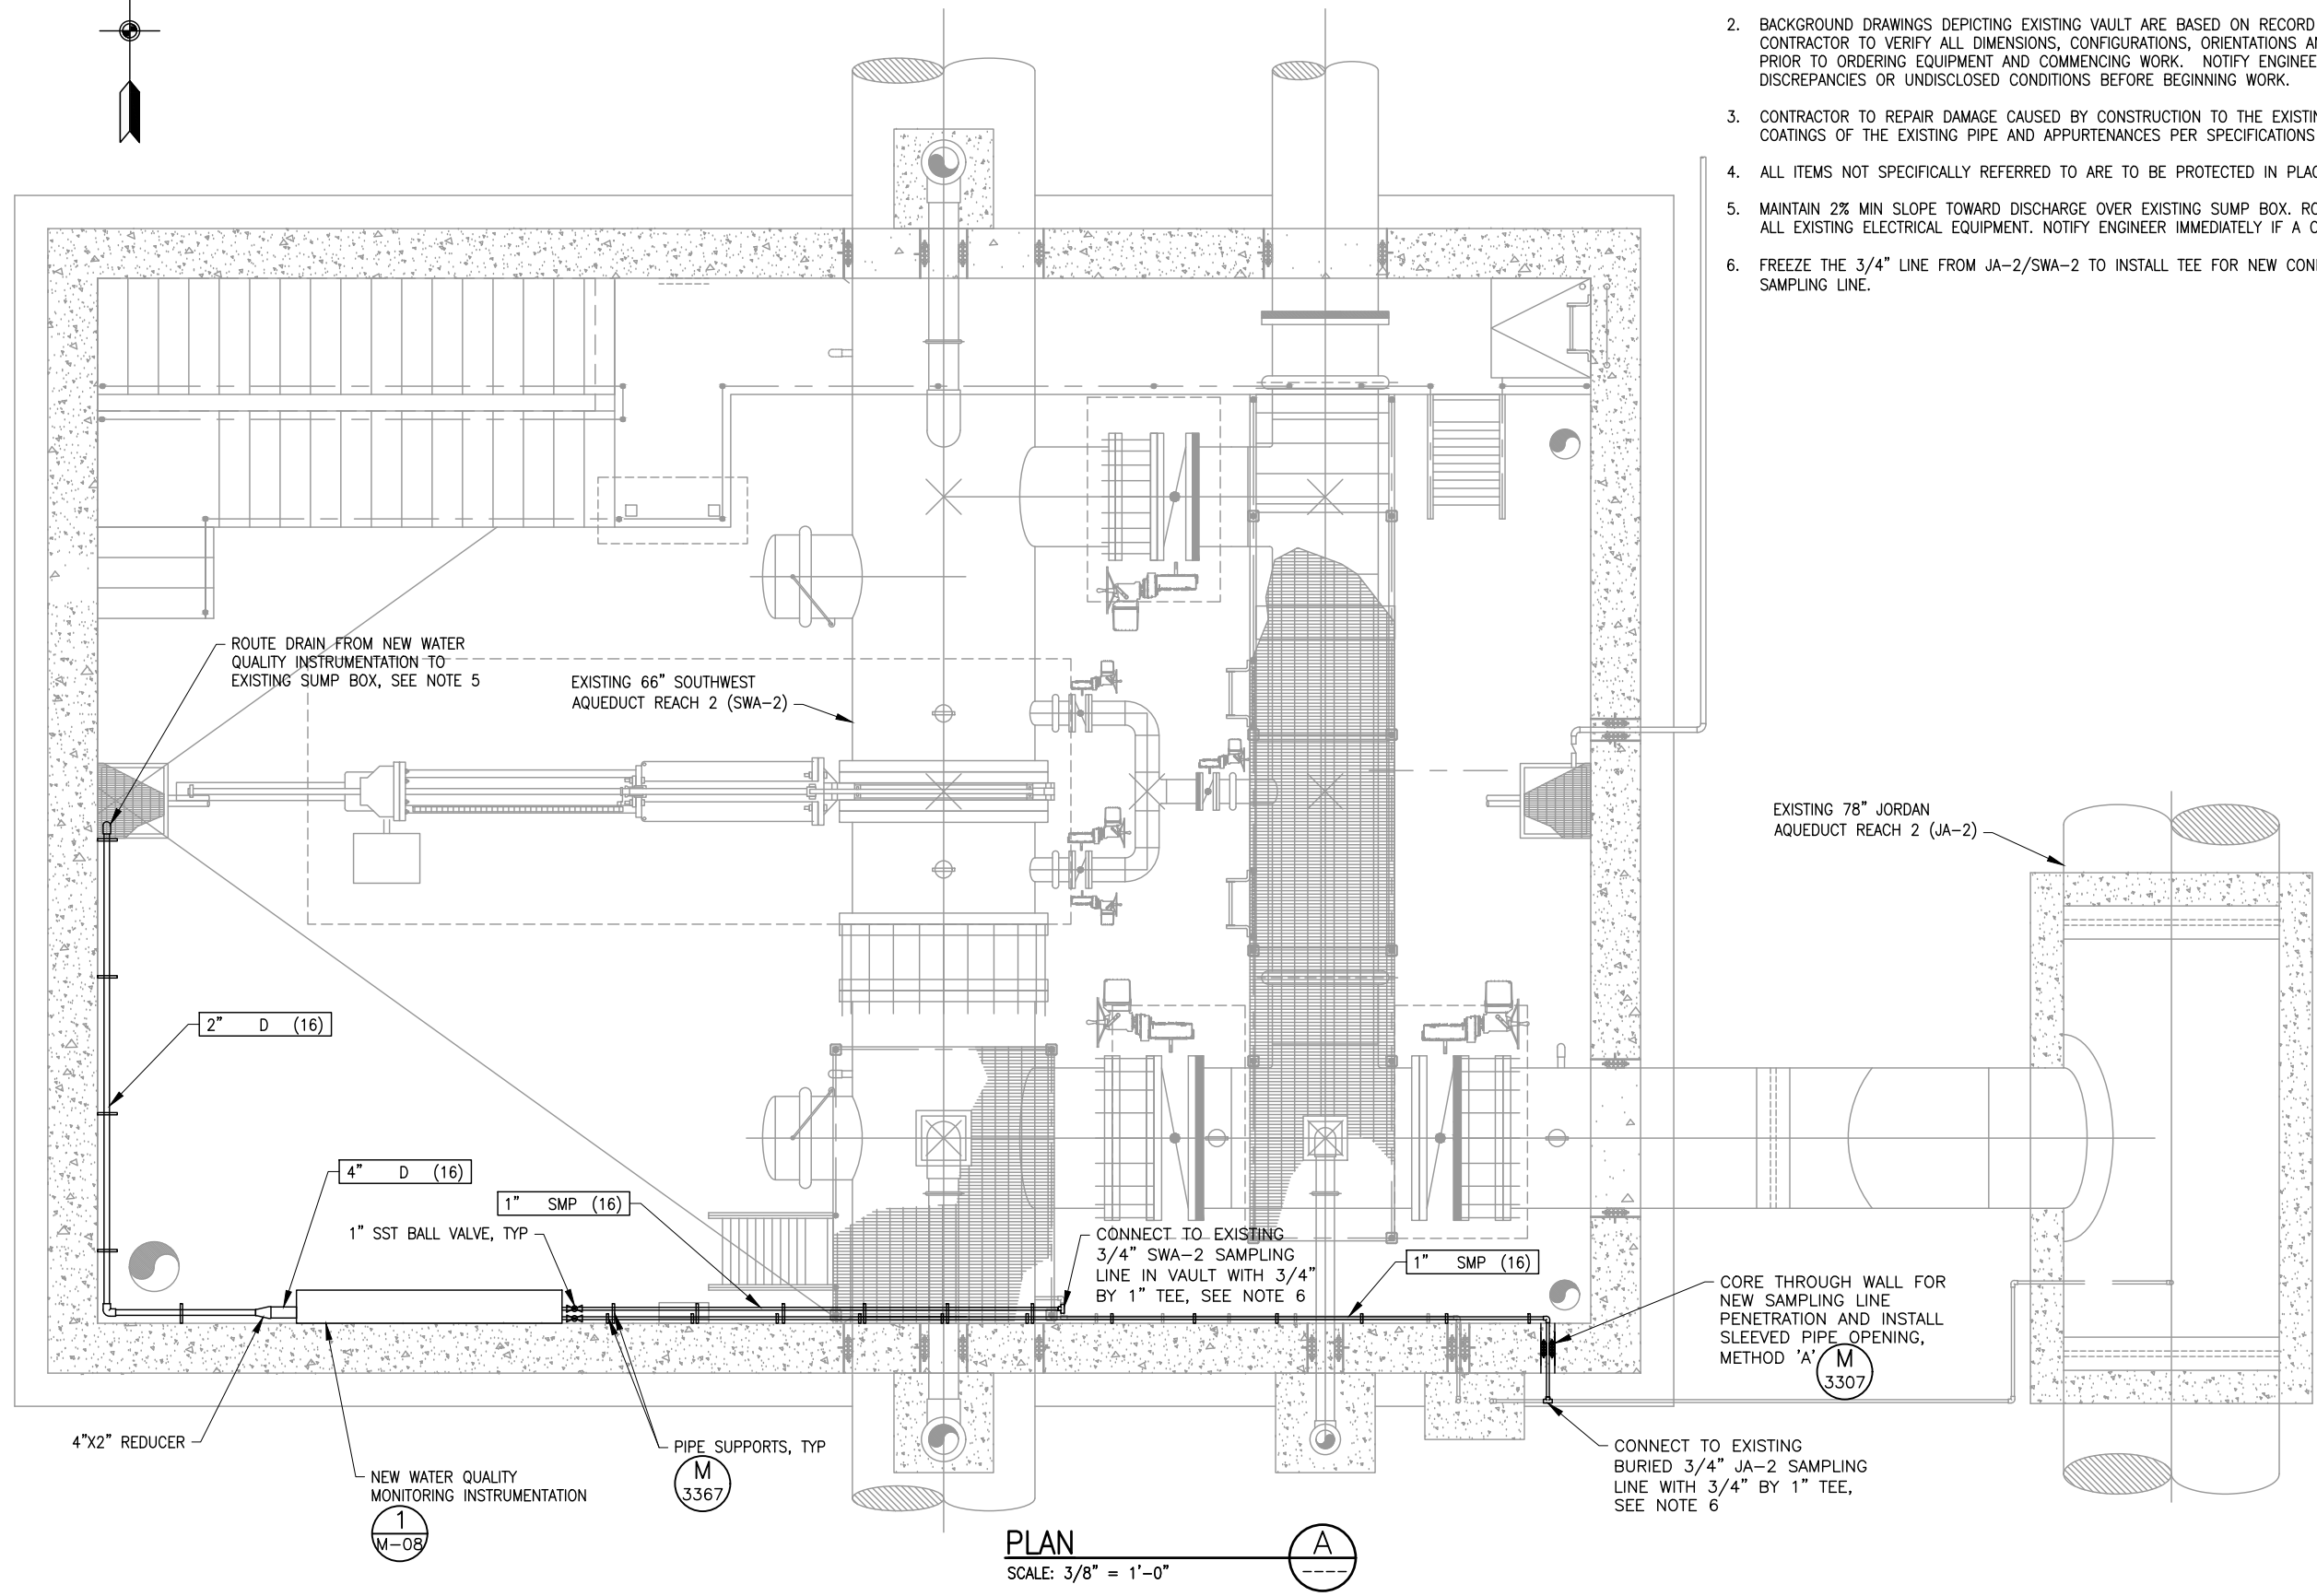 2. BACKGROUND DRAWINGS DEPICTING EXISTING VAULT ARE BASED ON RECORD
CONTRACTOR TO VERIFY ALL DIMENSIONS, CONFIGURATIONS, ORIENTATIONS
PRIOR TO ORDERING EQUIPMENT AND COMMENCING WORK. NOTIFY
DISCREPANCIES OR UNDISCLOSED CONDITIONS BEFORE BEGINNING WORK.
3. CONTRACTOR TO REPAIR DAMAGE CAUSED BY CONSTRUCTION TO THE
COATINGS OF THE EXISTING PIPE AND APPURTENANCES PER SPECIFICATIONS
4. ALL ITEMS NOT SPECIFICALLY REFERRED TO ARE TO BE PROTECTED IN
5. MAINTAIN 2% MIN SLOPE TOWARD DISCHARGE OVER EXISTING SUMP BOX.
ALL EXISTING ELECTRICAL EQUIPMENT. NOTIFY ENGINEER IMMEDIATELY IF A
6. FREEZE THE 3/4" LINE FROM JA-2/SWA-2 TO INSTALL TEE FOR NEW
SAMPLING LINE.
ROUTE DRAIN FROM NEW WATER
QUALITY INSTRUMENTATION TO
EXISTING SUMP BOX, SEE NOTE 5
EXISTING 66" SOUTHWEST
AQUEDUCT REACH 2 (SWA-2)
EXISTING 78" JORDAN
AQUEDUCT REACH 2 (JA-2)
2" D (16)
4" D (16)
1" SMP (16)
1" SST BALL VALVE, TYP
CONNECT TO EXISTING
3/4" SWA-2 SAMPLING
LINE IN VAULT WITH 3/4"
BY 1" TEE, SEE NOTE 6
1" SMP (16)
CORE THROUGH WALL FOR
NEW SAMPLING LINE
PENETRATION AND INSTALL
SLEEVED PIPE OPENING,
METHOD 'A'
M
3307
4"X2" REDUCER
NEW WATER QUALITY
MONITORING INSTRUMENTATION
1
M-08
PIPE SUPPORTS, TYP
M
3367
CONNECT TO EXISTING
BURIED 3/4" JA-2 SAMPLING
LINE WITH 3/4" BY 1" TEE,
SEE NOTE 6
PLAN
SCALE: 3/8" = 1'-0"
A
----